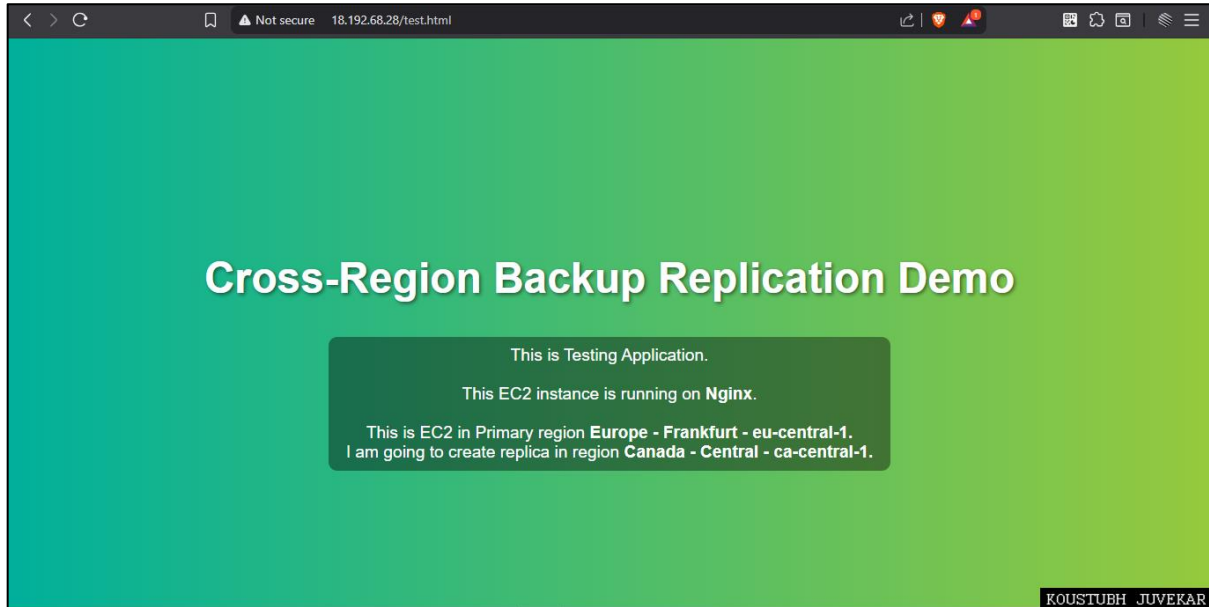 Not secure 18.192.68.28/test.html
Cross-Region Backup Replication Demo
This is Testing Application.
This EC2 instance is running on Nginx.
This is EC2 in Primary region Europe - Frankfurt - eu-central-1.
I am going to create replica in region Canada - Central - ca-central-1.
KOUSTUBH JUVEKAR